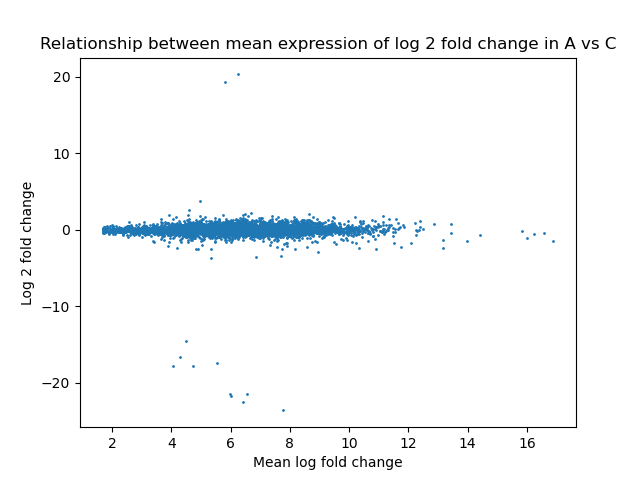 Relationship between mean expression of log 2 fold change in A vs C
Log 2 fold change
20
10
0
−10
−20
2 4 6 8 10 12 14 16
Mean log fold change